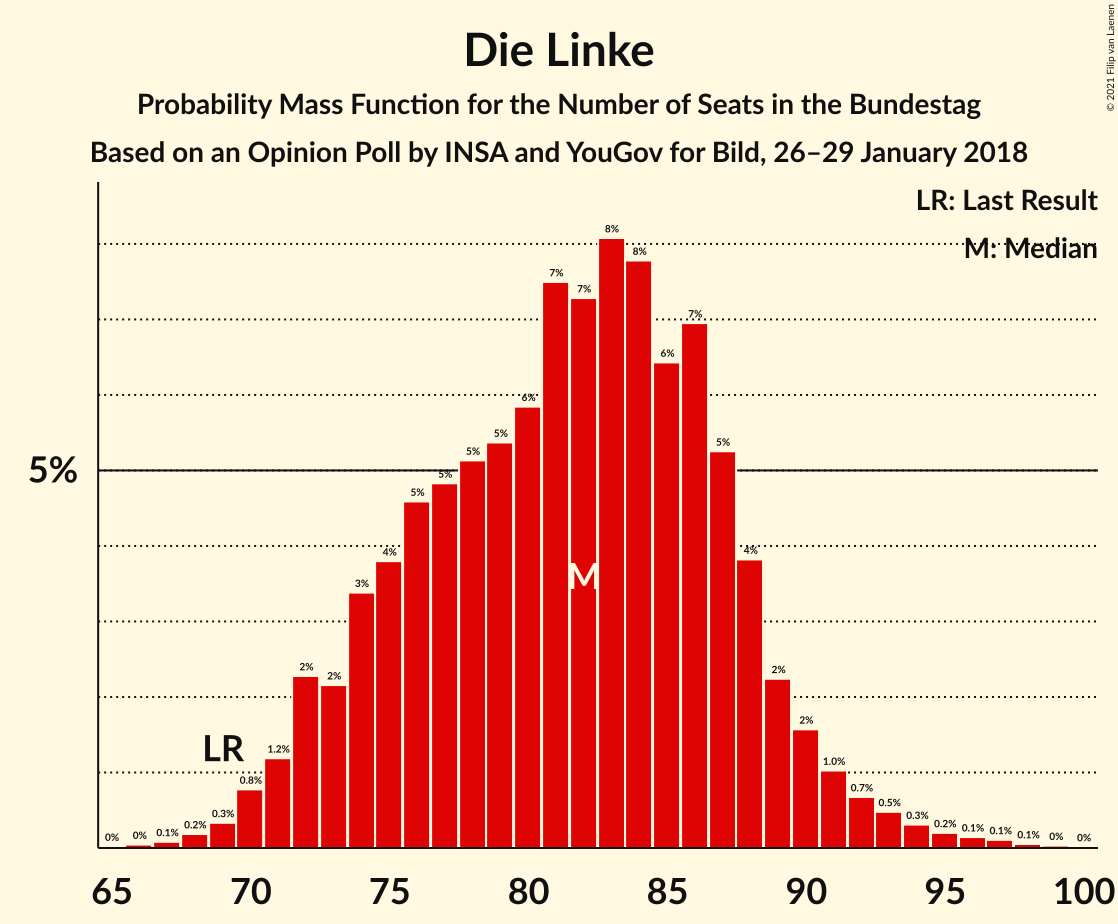 Die Linke
Probability Mass Function for the Number of Seats in the Bundestag
Based on an Opinion Poll by INSA and YouGov for Bild, 26–29 January 2018
© 2021 Filip van Laenen
LR: Last Result
M: Median
5%
0% 0% 0.1% 0.2% 0.3% 0.8% 1.2% 2% 2% 3% 4% 5% 5% 5% 5% 6% 7% 7% 8% 8% 6% 7% 5% 4% 2% 2% 1.0% 0.7% 0.5% 0.3% 0.2% 0.1% 0.1% 0.1% 0% 0%
M
LR
65 70 75 80 85 90 95 100